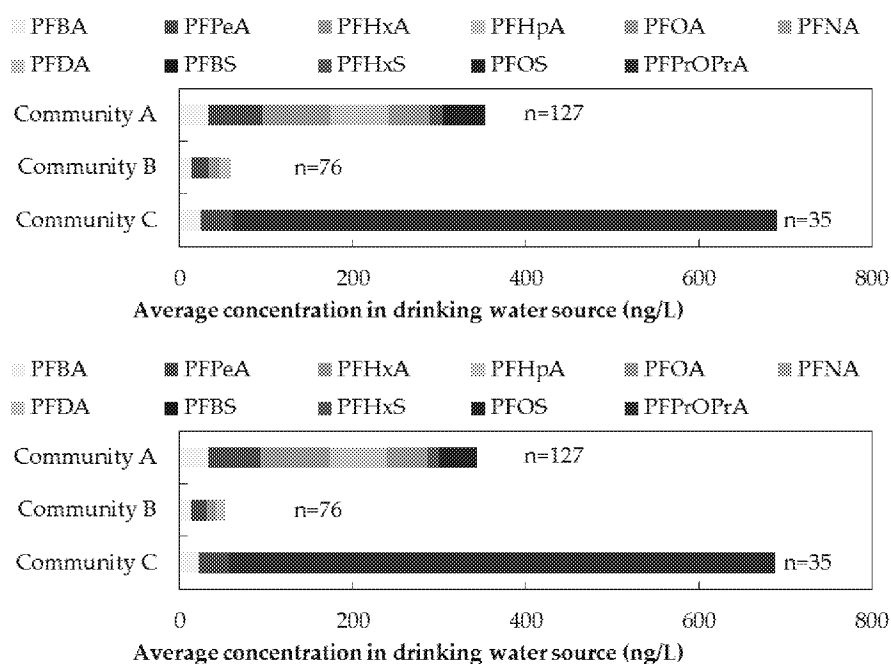 PFBA PFPeA PFHxA PFHpA PFOA PFNA
PFDA PFBS PFHxS PFOS PFPrOPrA
Community A n=127
Community B n=76
Community C n=35
0 200 400 600 800
Average concentration in drinking water source (ng/L)
PFBA PFPeA PFHxA PFHpA PFOA PFNA
PFDA PFBS PFHxS PFOS PFPrOPrA
Community A n=127
Community B n=76
Community C n=35
0 200 400 600 800
Average concentration in drinking water source (ng/L)